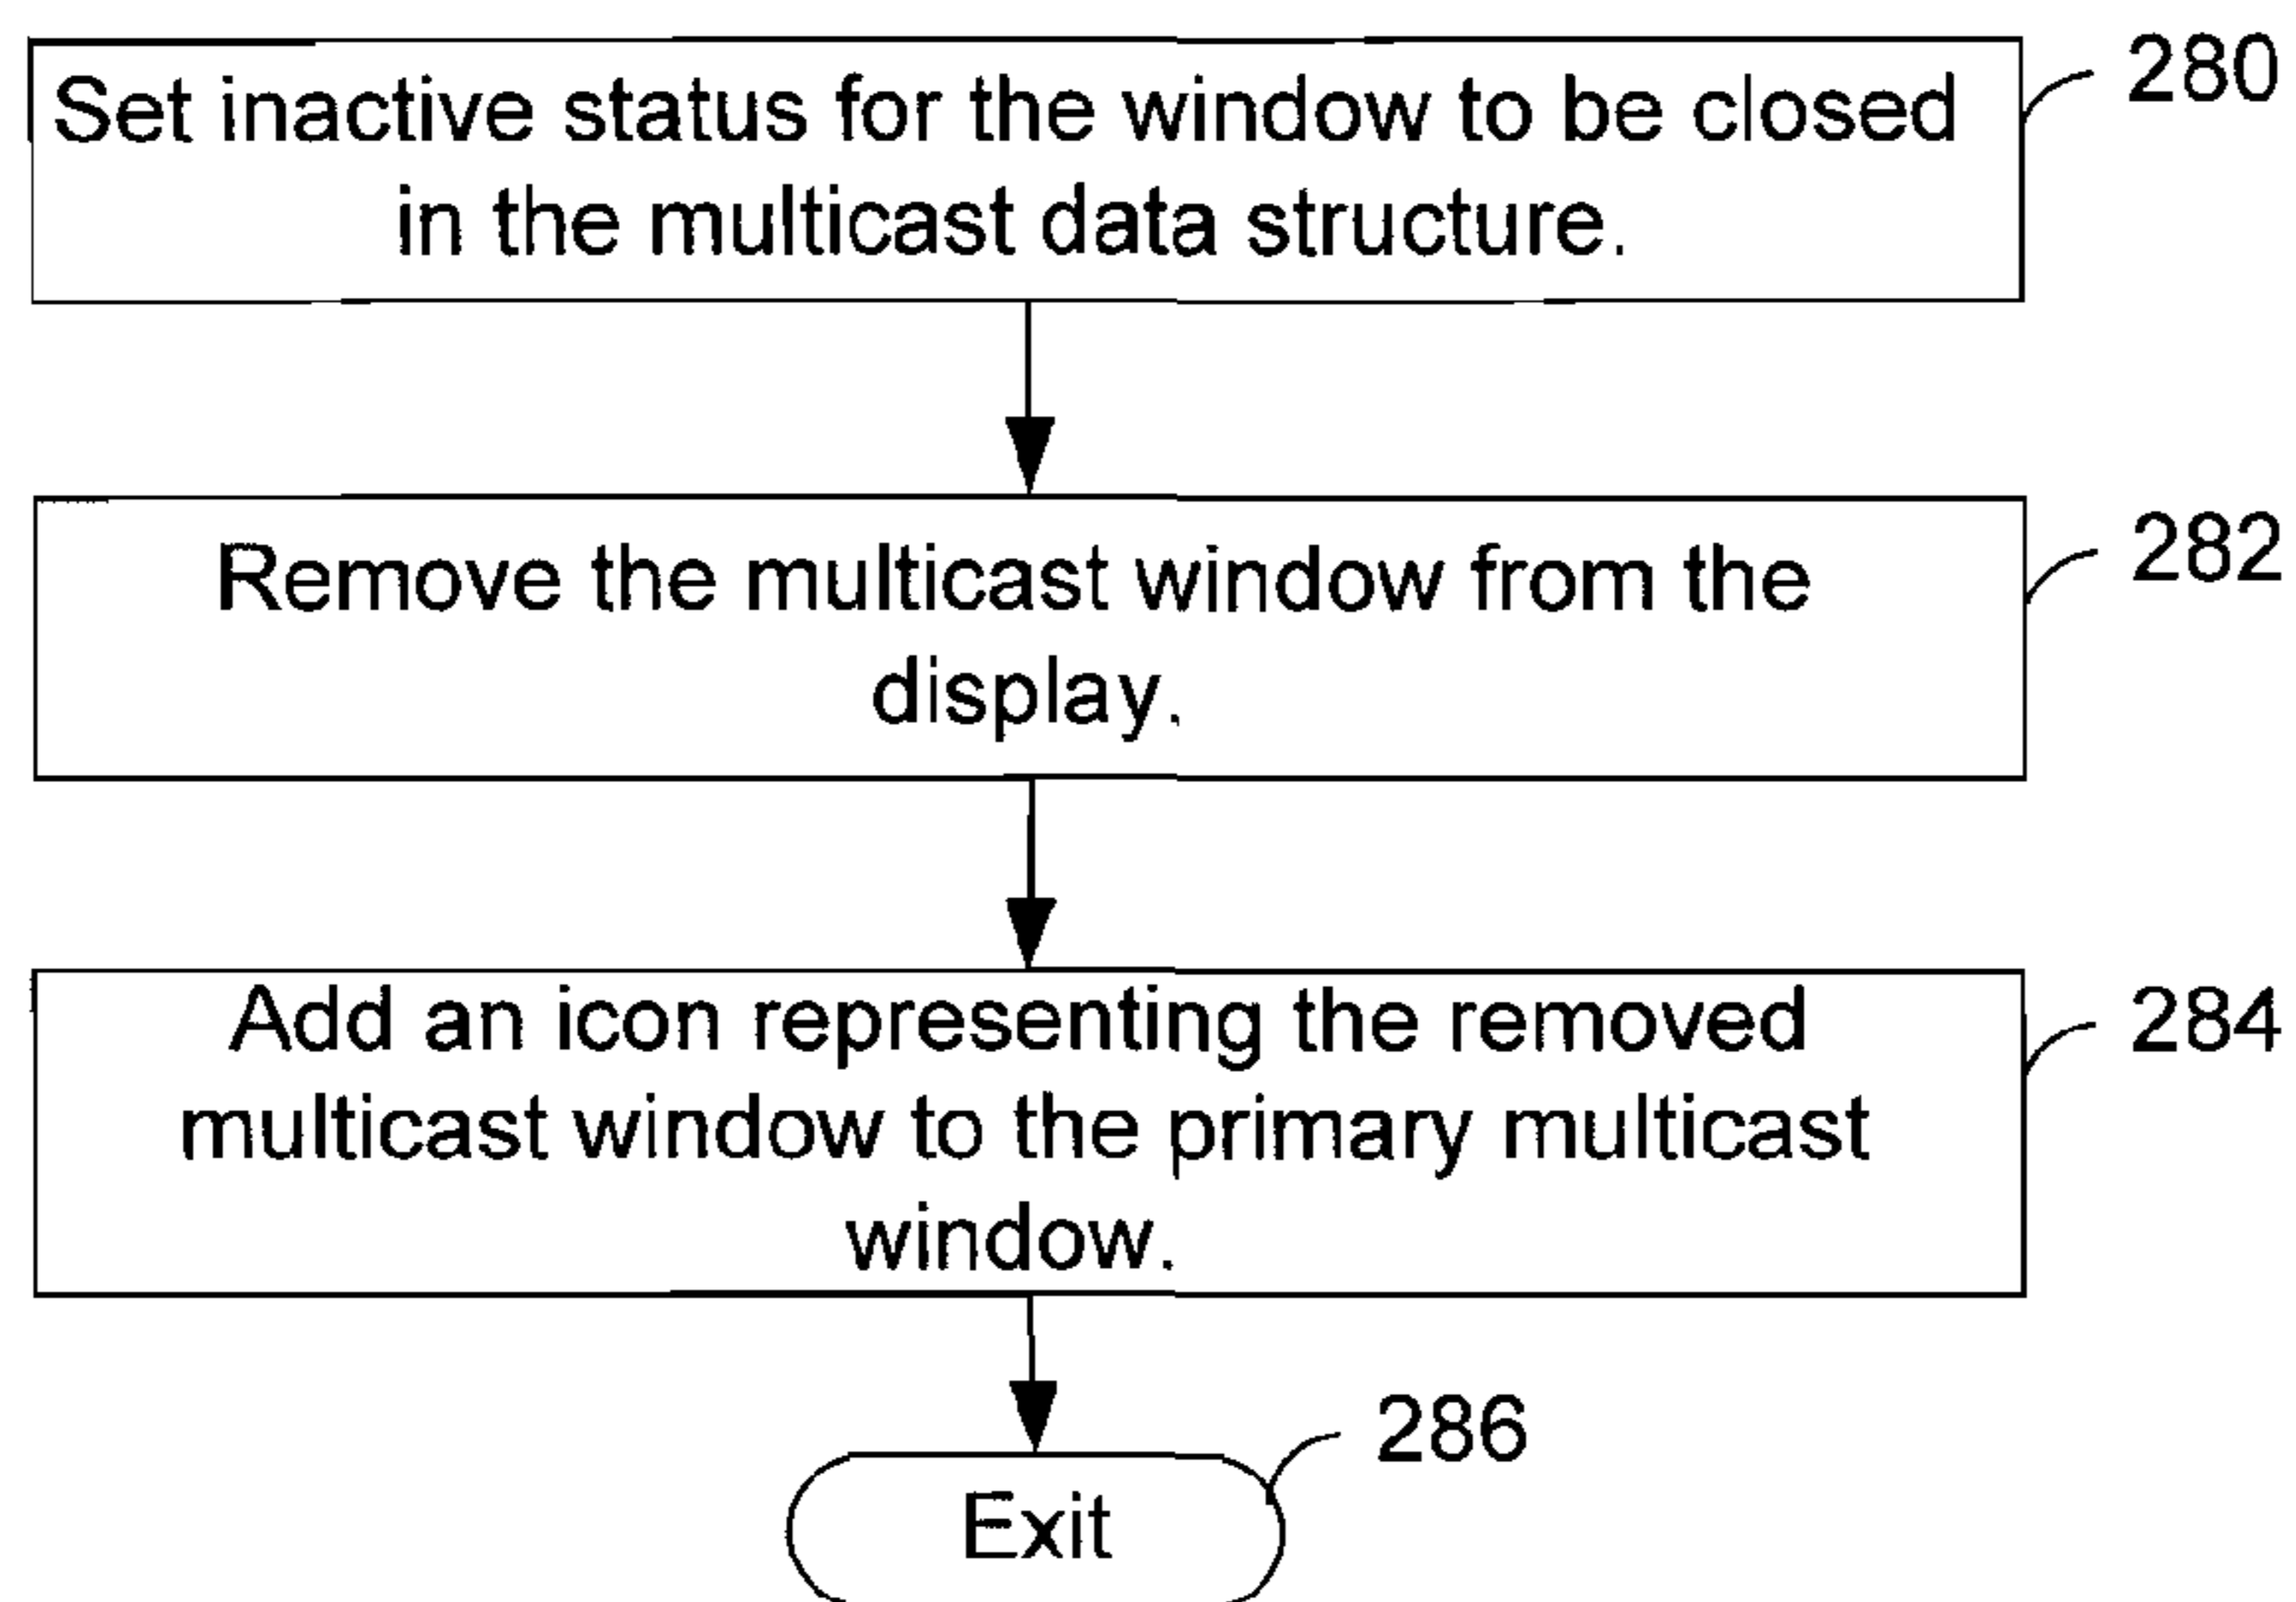 Set inactive status for the window to be closed
in the multicast data structure.
280
Remove the multicast window from the
display.
282
Add an icon representing the removed
multicast window to the primary multicast
window.
284
Exit
286